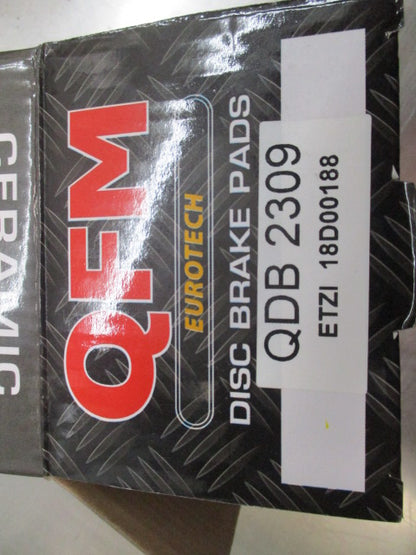 CERAMIC
QFM
EUROTECH
DISC BRAKE PADS
QDB 2309
ETZI 18D00188